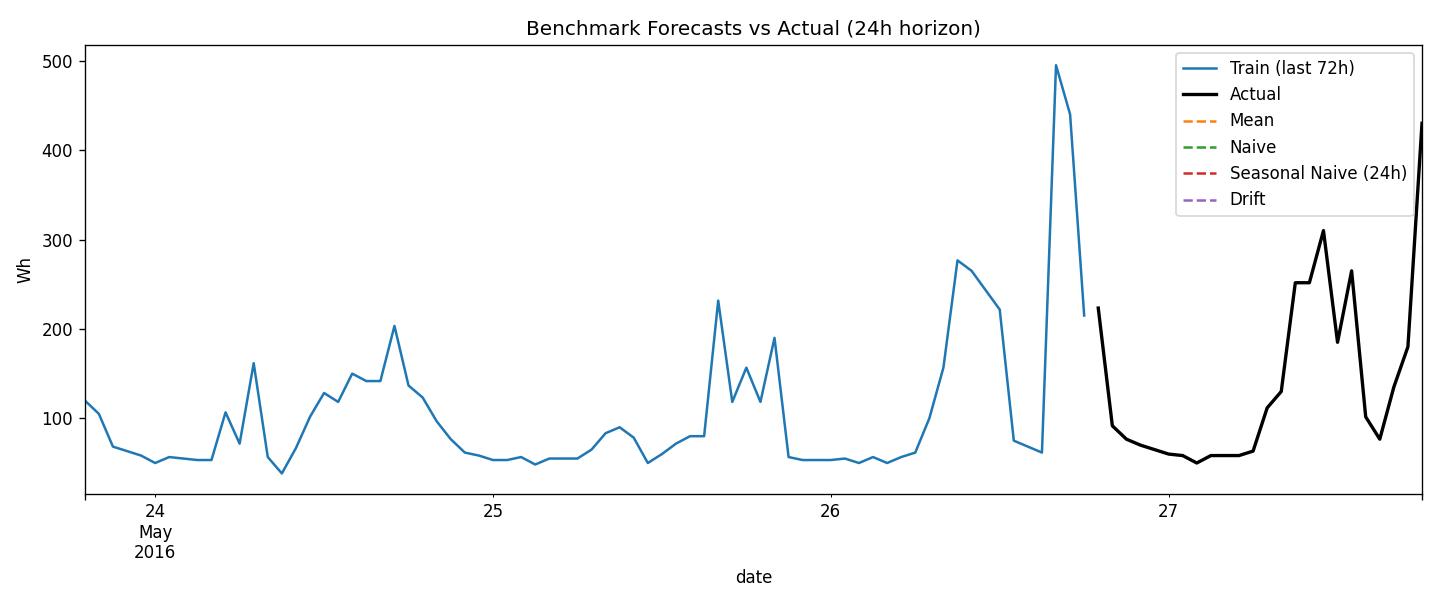 Benchmark Forecasts vs Actual (24h horizon)
500
400
300
200
100
Wh
Train (last 72h)
Actual
Mean
Naive
Seasonal Naive (24h)
Drift
24
May
2016
25
26
27
date